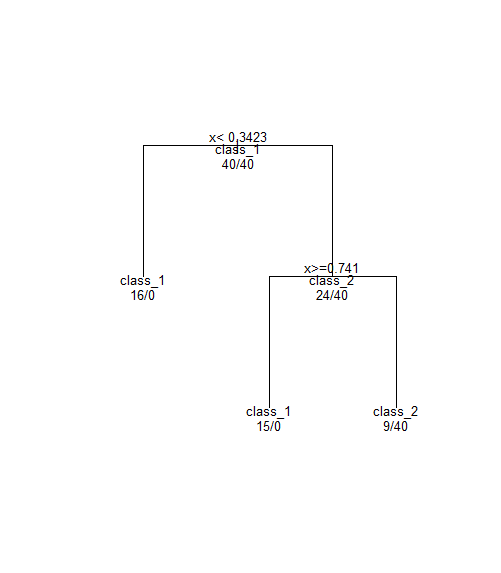 x< 0.3423
class_1
40/40
class_1
16/0
x>=0.741
class_2
24/40
class_1
15/0
class_2
9/40